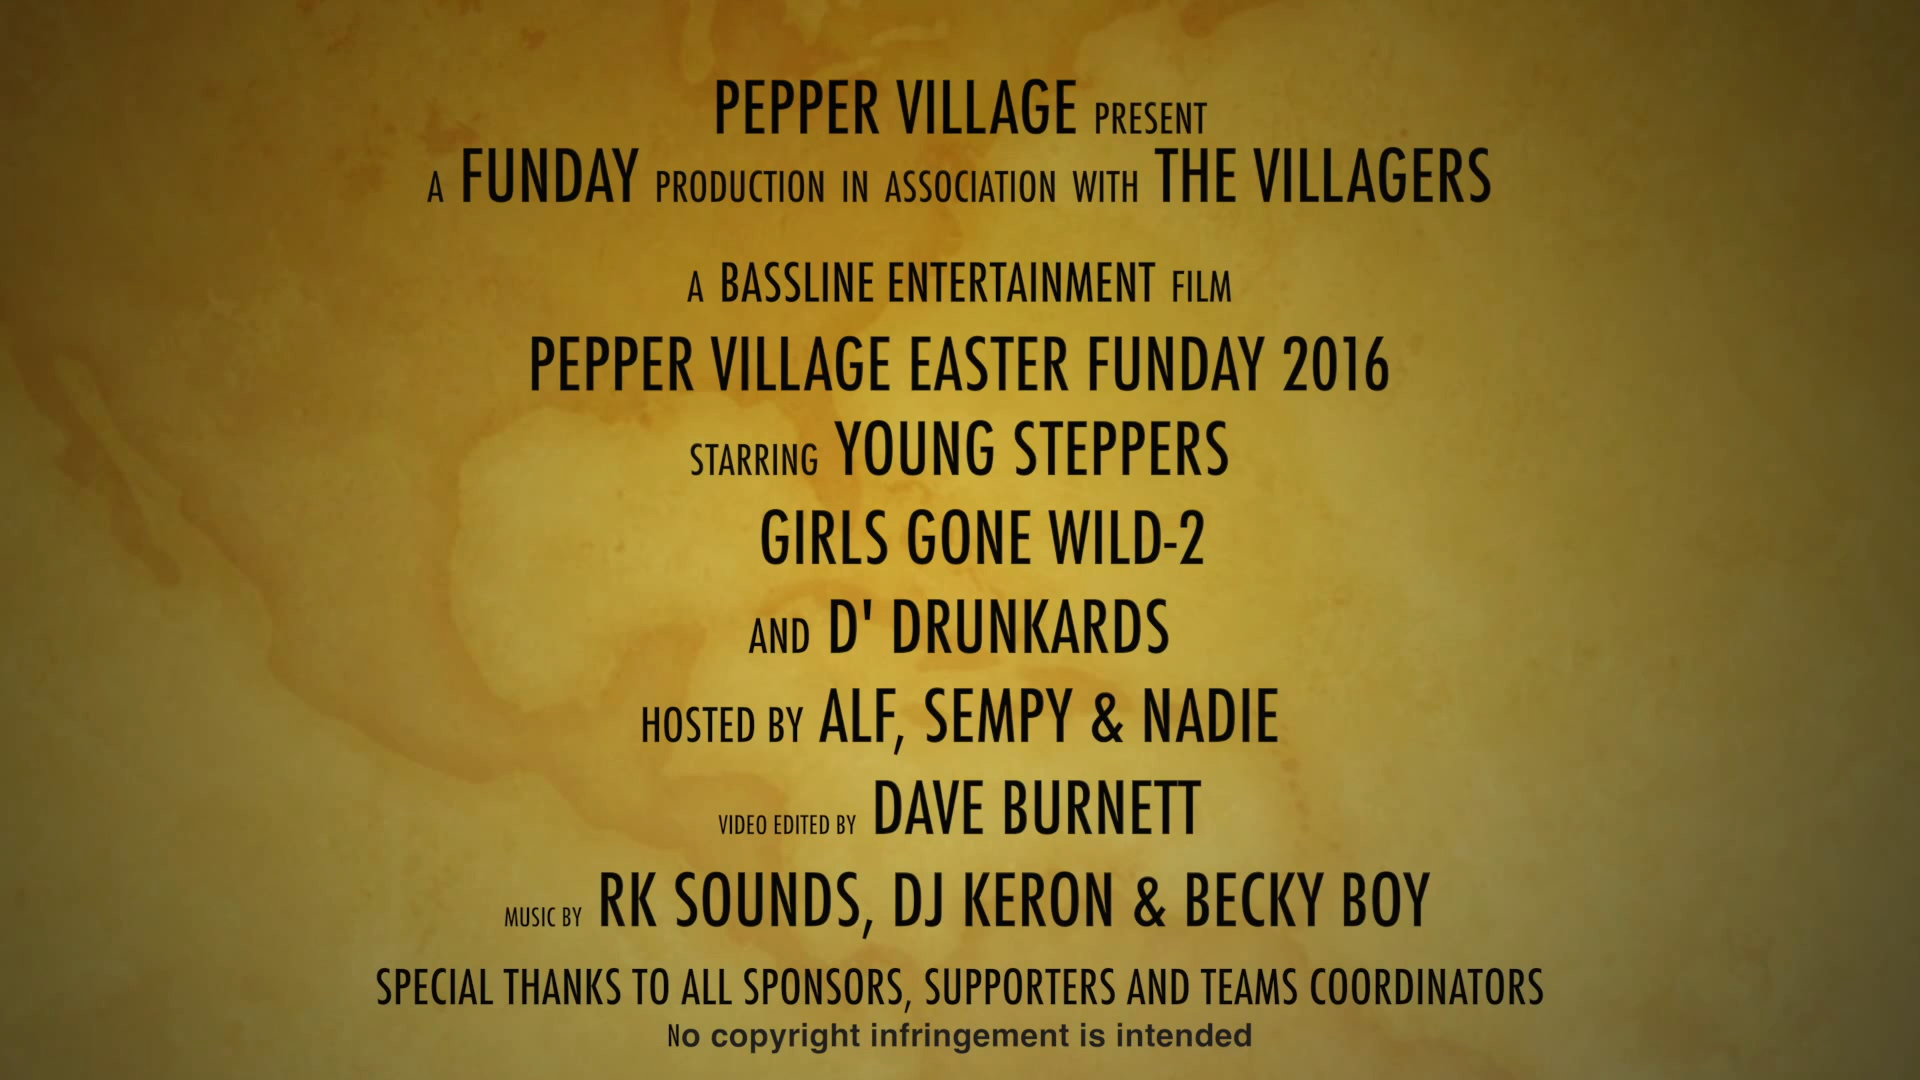 PEPPER VILLAGE PRESENT
A FUNDAY PRODUCTION IN ASSOCIATION WITH THE VILLAGERS
A BASSLINE ENTERTAINMENT FILM
PEPPER VILLAGE EASTER FUNDAY 2016
STARRING YOUNG STEPPERS
GIRLS GONE WILD-2
AND D' DRUNKARDS
HOSTED BY ALF, SEMPY & NADIE
VIDEO EDITED BY DAVE BURNETT
MUSIC BY RK SOUNDS, DJ KERON & BECKY BOY
SPECIAL THANKS TO ALL SPONSORS, SUPPORTERS AND TEAMS COORDINATORS
No copyright infringement is intended